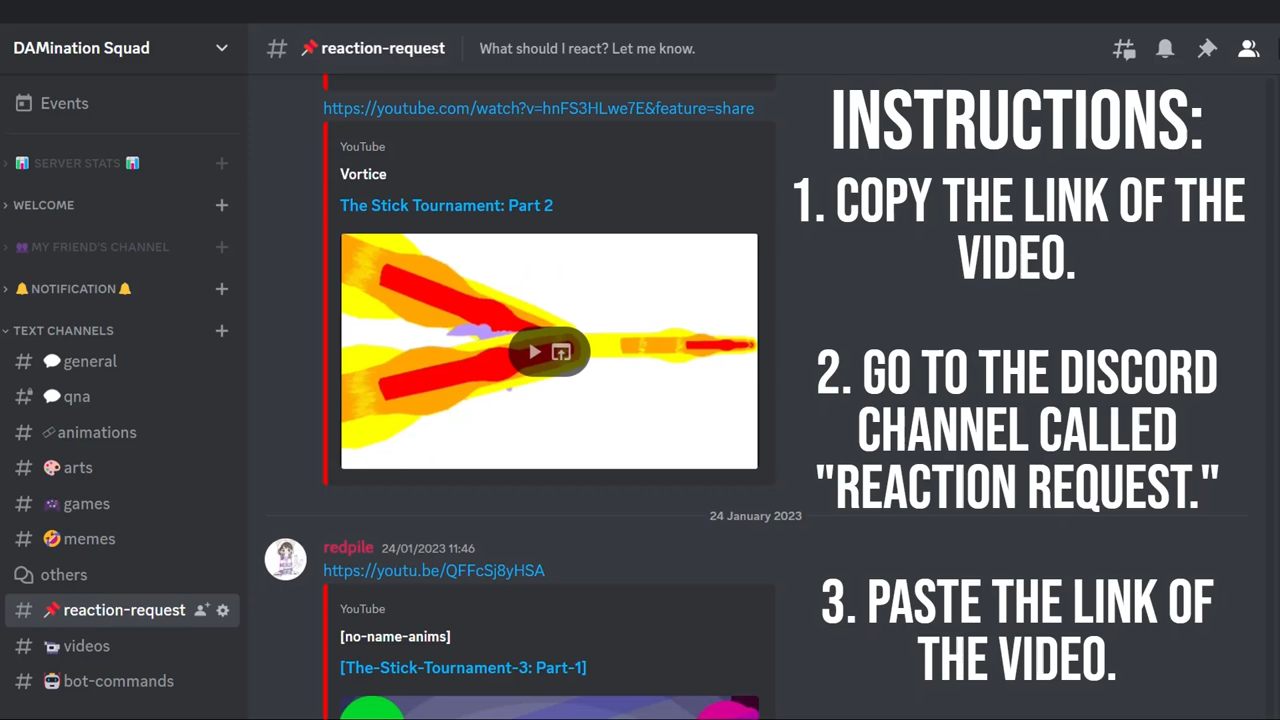 DAMination Squad
reaction-request
What should I react? Let me know.
Events
SERVER STATS
WELCOME
MY FRIEND'S CHANNEL
NOTIFICATION
TEXT CHANNELS
general
qna
animations
arts
games
memes
others
reaction-request
videos
bot-commands
https://youtube.com/watch?v=hnFS3HLwe7E&feature=share
YouTube
Vortice
The Stick Tournament: Part 2
24 January 2023
redpile 24/01/2023 11:46
https://youtu.be/QFFcSj8yHSA
YouTube
[no-name-anims]
[The-Stick-Tournament-3: Part-1]
INSTRUCTIONS:
1. COPY THE LINK OF THE
VIDEO.
2. GO TO THE DISCORD
CHANNEL CALLED
"REACTION REQUEST."
3. PASTE THE LINK OF
THE VIDEO.